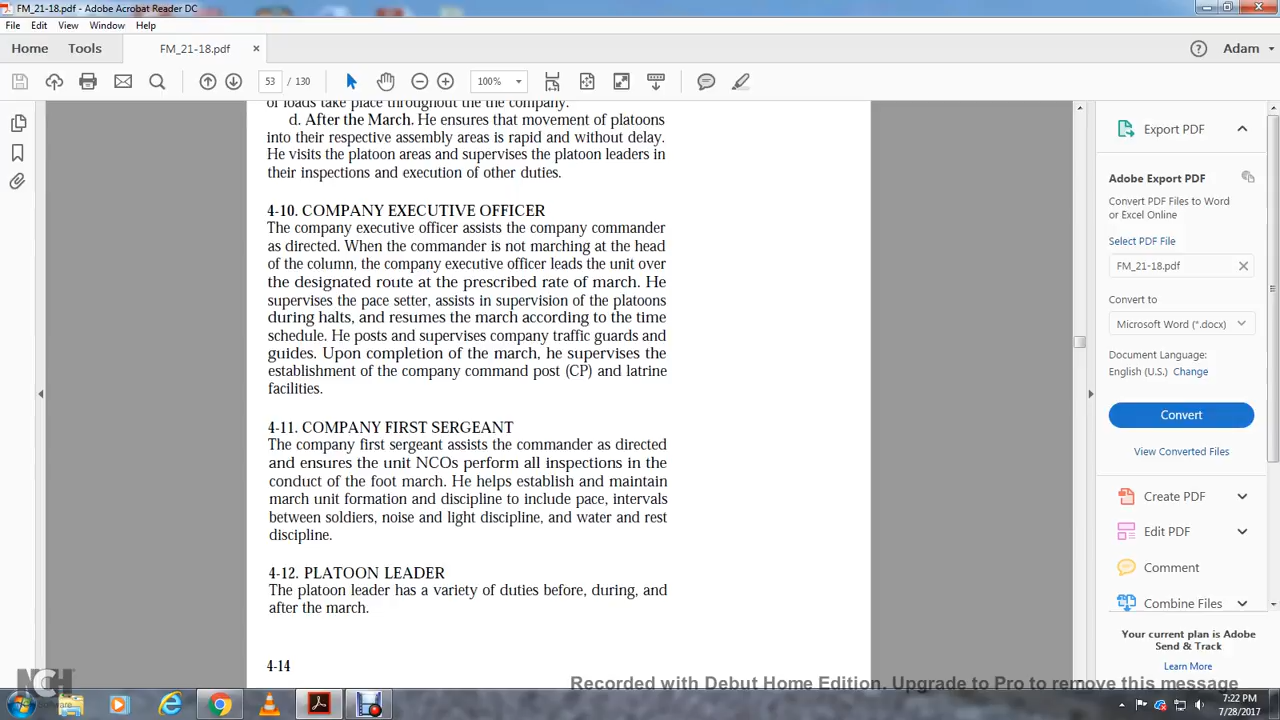 FM_21-18.pdf - Adobe Acrobat Reader DC
File Edit View Window Help
Home Tools FM_21-18.pdf × Adam
53 / 130 100%
of loads take place throughout the the company.
d. After the March. He ensures that movement of platoons
into their respective assembly areas is rapid and without delay.
He visits the platoon areas and supervises the platoon leaders in
their inspections and execution of other duties.
4-10. COMPANY EXECUTIVE OFFICER
The company executive officer assists the company commander
as directed. When the commander is not marching at the head
of the column, the company executive officer leads the unit over
the designated route at the prescribed rate of march. He
supervises the pace setter, assists in supervision of the platoons
during halts, and resumes the march according to the time
schedule. He posts and supervises company traffic guards and
guides. Upon completion of the march, he supervises the
establishment of the company command post (CP) and latrine
facilities.
4-11. COMPANY FIRST SERGEANT
The company first sergeant assists the commander as directed
and ensures the unit NCOs perform all inspections in the
conduct of the foot march. He helps establish and maintain
march unit formation and discipline to include pace, intervals
between soldiers, noise and light discipline, and water and rest
discipline.
4-12. PLATOON LEADER
The platoon leader has a variety of duties before, during, and
after the march.
4-14
Export PDF
Adobe Export PDF
Convert PDF Files to Word
or Excel Online
Select PDF File
FM_21-18.pdf
Convert to
Microsoft Word (*.docx)
Document Language:
English (U.S.) Change
Convert
View Converted Files
Create PDF
Edit PDF
Comment
Combine Files
Your current plan is Adobe
Send & Track
Learn More
NCH
Software
Recorded with Debut Home Edition. Upgrade to Pro to remove this message
7:22 PM
7/28/2017